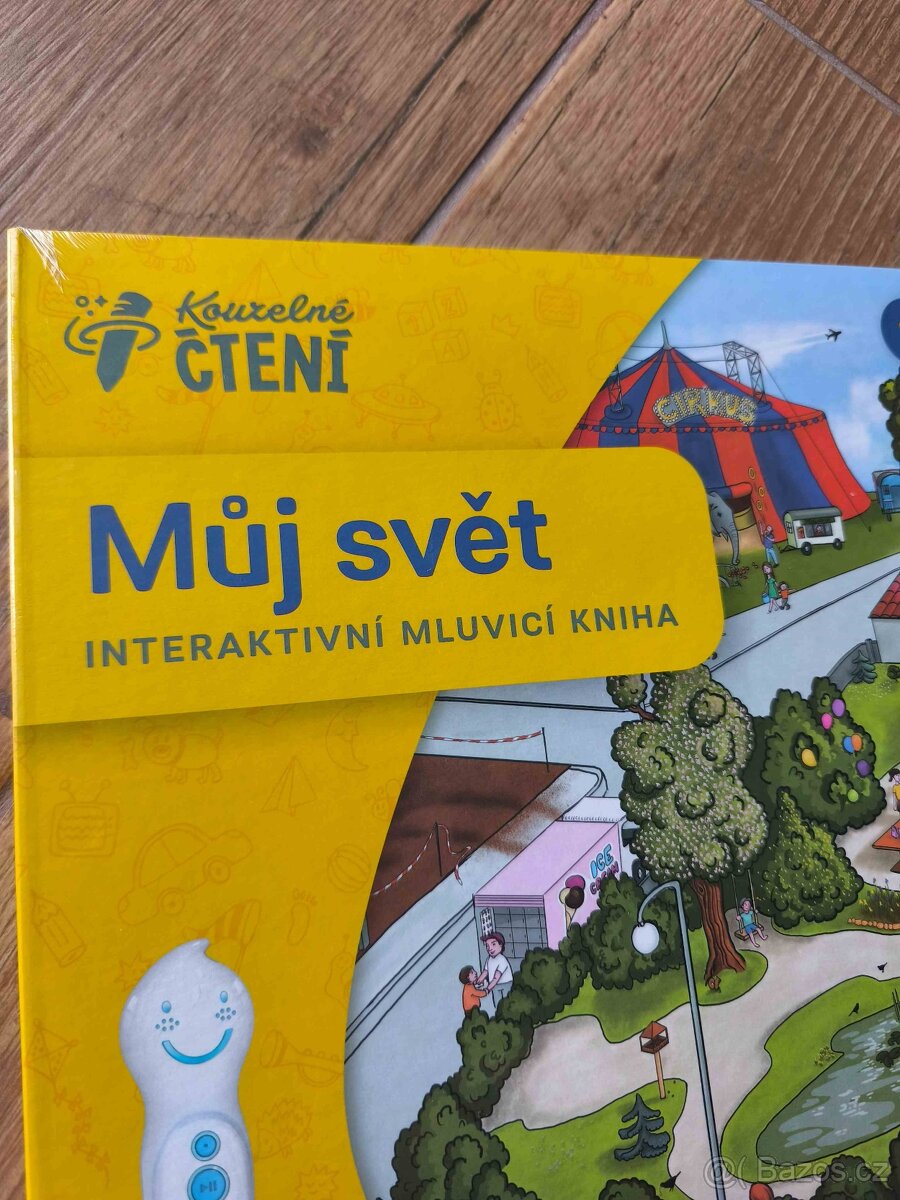 Kouzelné
ČTENÍ
CIRKUS
Můj svět
INTERAKTIVNÍ MLUVICÍ KNIHA
ICE
CREAM
@( Bazos.cz